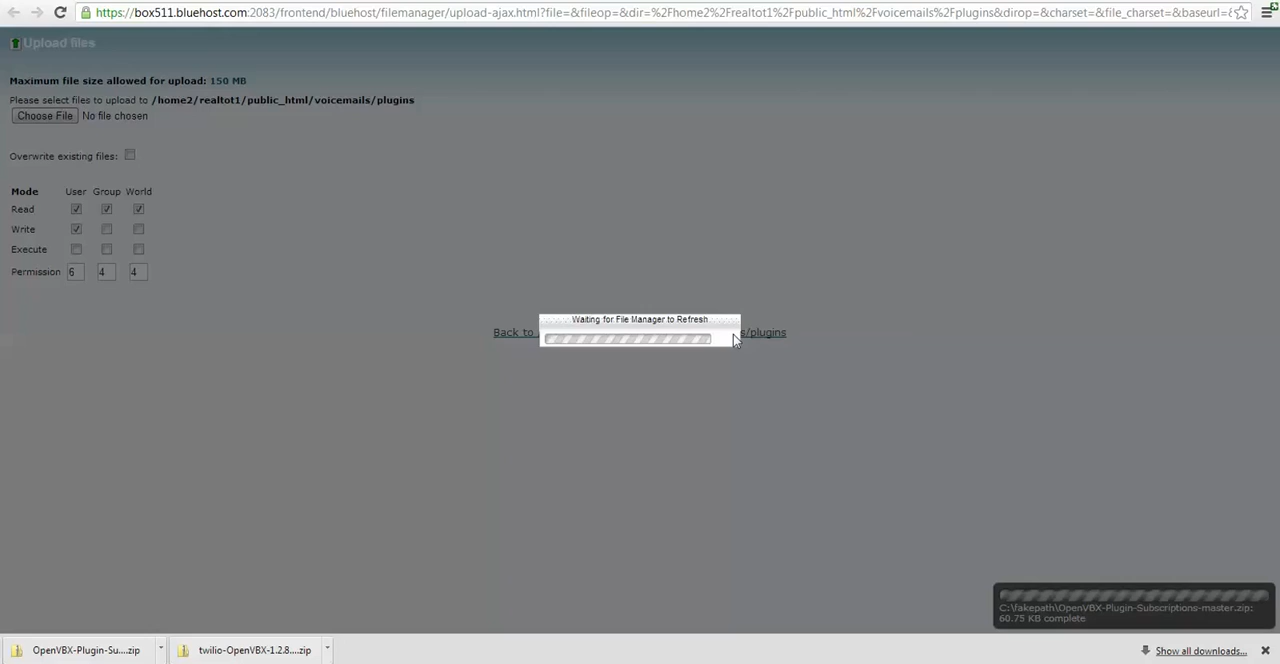 https://box511.bluehost.com:2083/frontend/bluehost/filemanager/upload-ajax.html?file=&fileop=&dir=%2Fhome2%2Frealtot1%2Fpublic_html%2Fvoicemails%2Fplugins&dirop=&charset=&file_charset=&baseurl=&
Upload files
Maximum file size allowed for upload: 150 MB
Please select files to upload to /home2/realtot1/public_html/voicemails/plugins
Choose File No file chosen
Overwrite existing files:
Mode User Group World
Read
Write
Execute
Permission 6 4 4
Waiting for File Manager to Refresh
Back to s/plugins
C:\fakepath\OpenVBX-Plugin-Subscriptions-master.zip:
60.75 KB complete
OpenVBX-Plugin-Su....zip twilio-OpenVBX-1.2.8....zip Show all downloads...